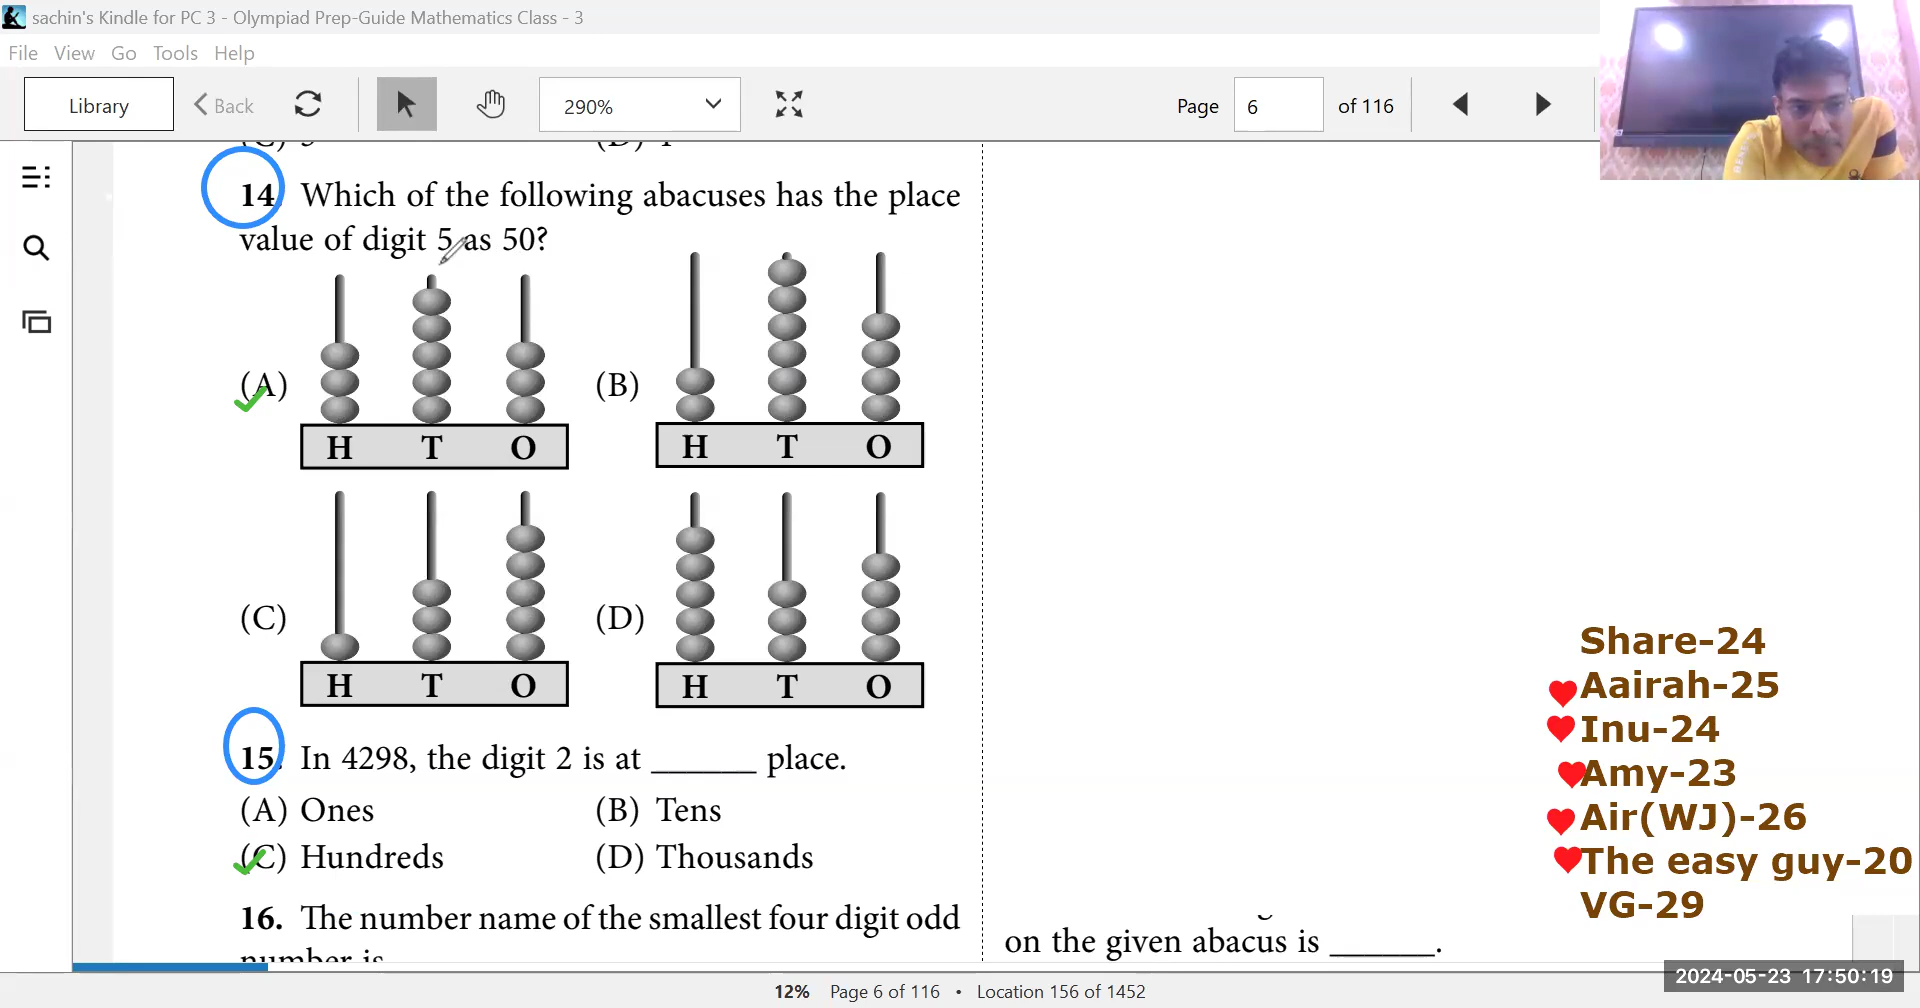 sachin's Kindle for PC 3 - Olympiad Prep-Guide Mathematics Class - 3
File View Go Tools Help
Library
Back
290%
Page 6 of 116
14. Which of the following abacuses has the place
value of digit 5 as 50?
(A)
H T O
(B)
H T O
(C)
H T O
(D)
H T O
15. In 4298, the digit 2 is at ______ place.
(A) Ones
(B) Tens
(C) Hundreds
(D) Thousands
16. The number name of the smallest four digit odd
number is
on the given abacus is ______.
Share-24
Aairah-25
Inu-24
Amy-23
Air(WJ)-26
The easy guy-20
VG-29
2024-05-23 17:50:19
12% Page 6 of 116 • Location 156 of 1452